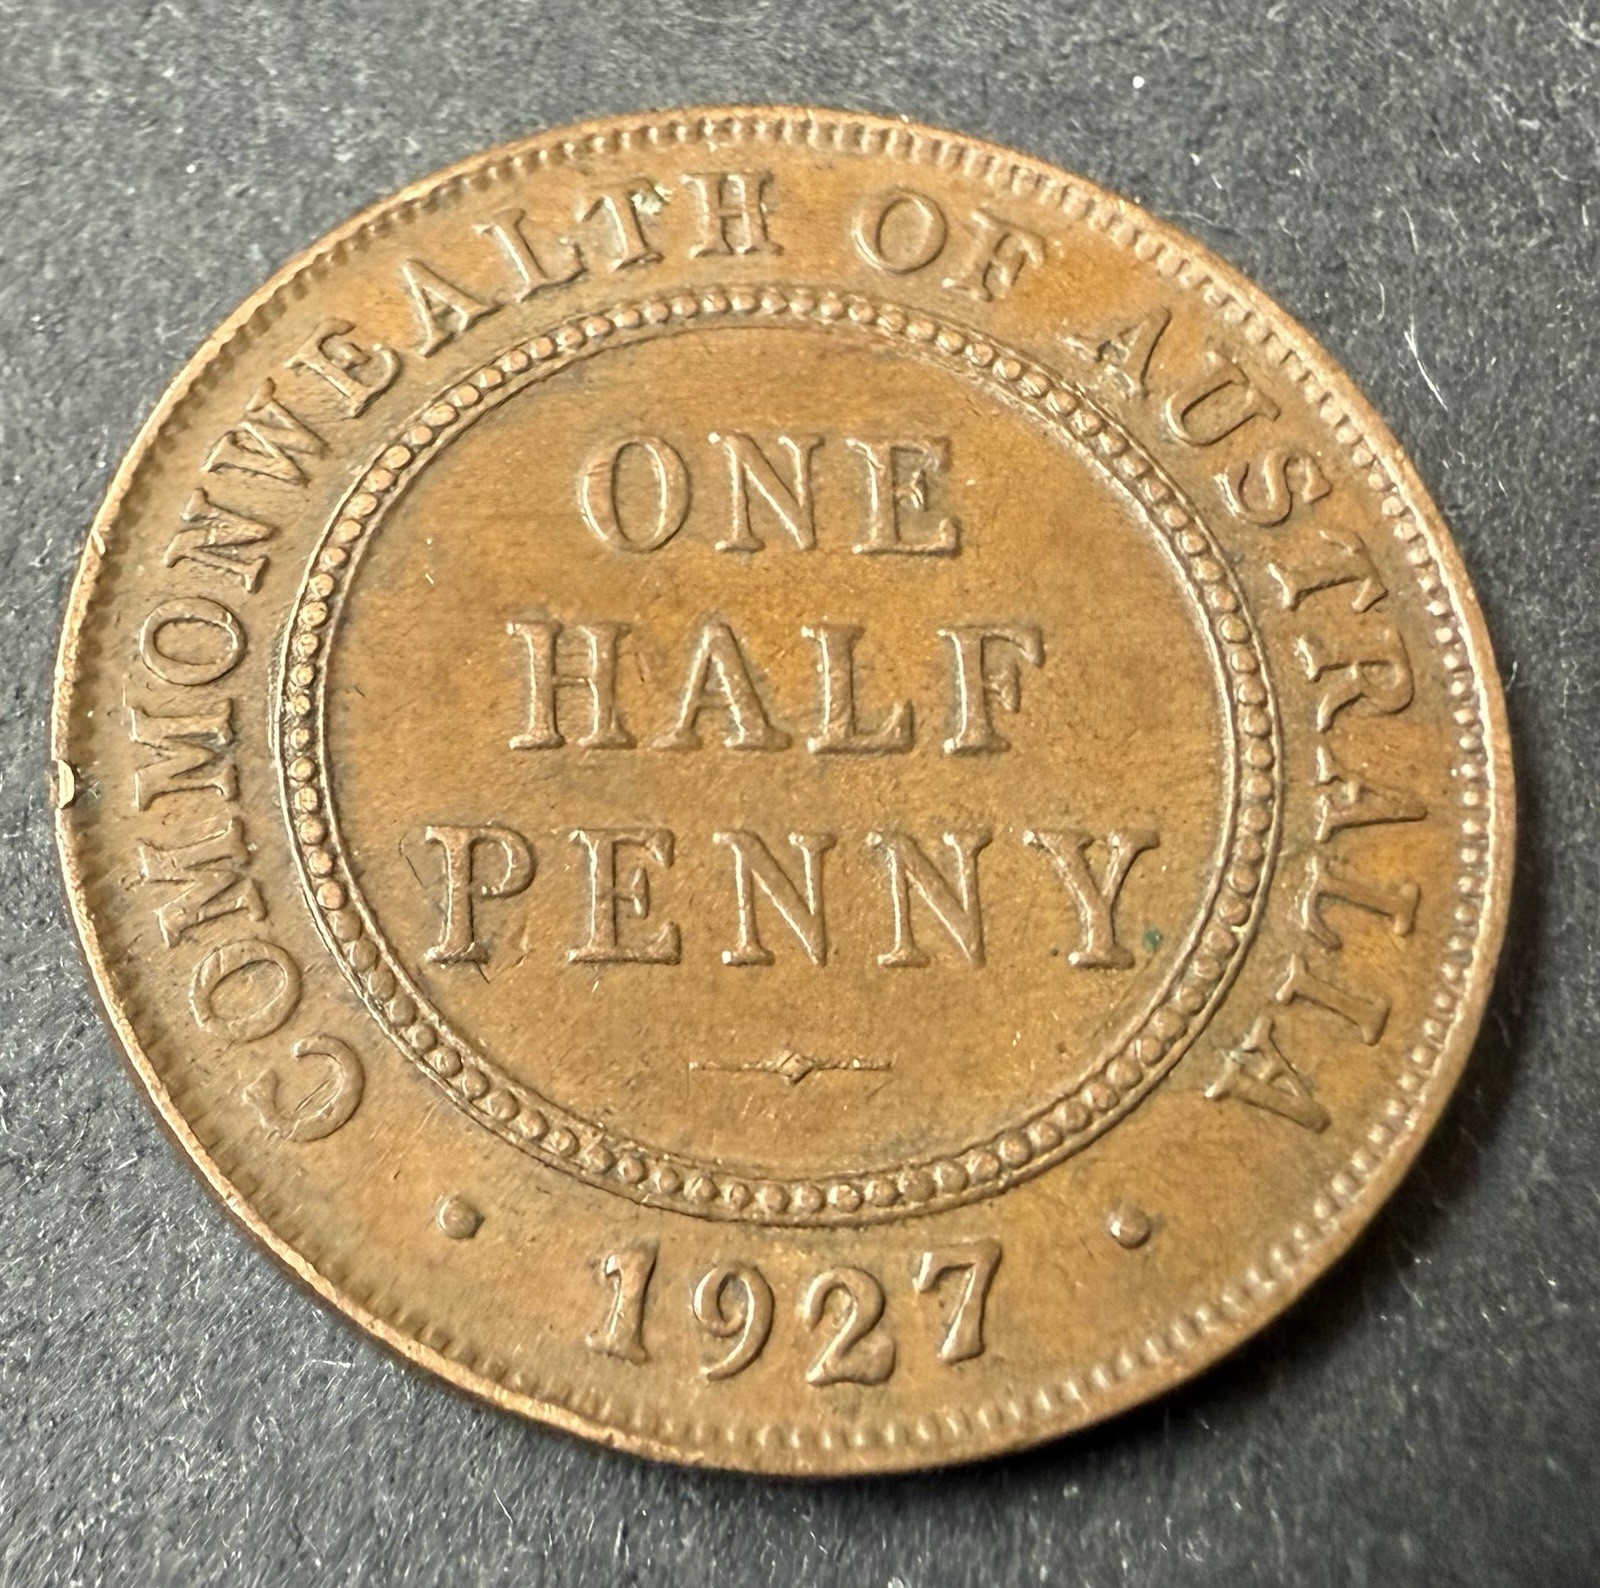 COMMONWEALTH OF AUSTRALIA
ONE
HALF
PENNY
· 1927 ·